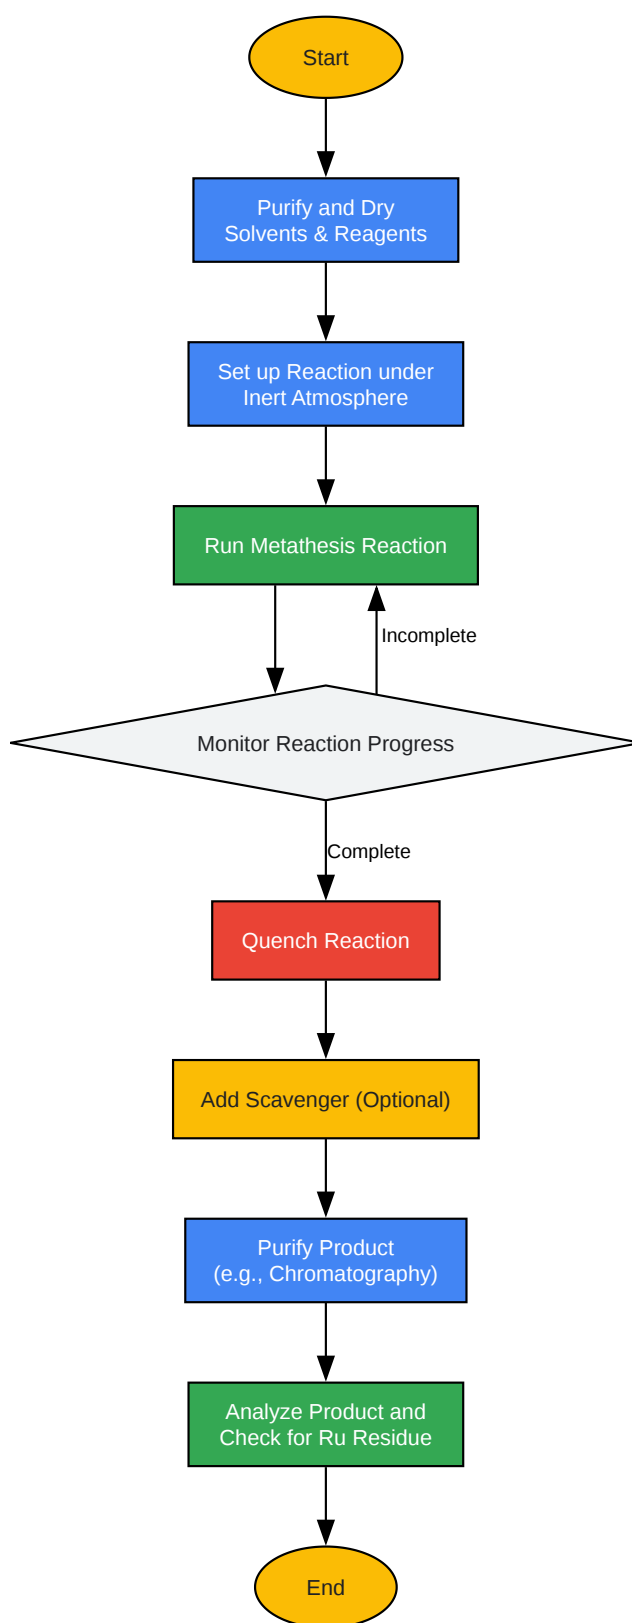 Start
Purify and Dry
Solvents & Reagents
Set up Reaction under
Inert Atmosphere
Run Metathesis Reaction
Incomplete
Monitor Reaction Progress
Complete
Quench Reaction
Add Scavenger (Optional)
Purify Product
(e.g., Chromatography)
Analyze Product and
Check for Ru Residue
End